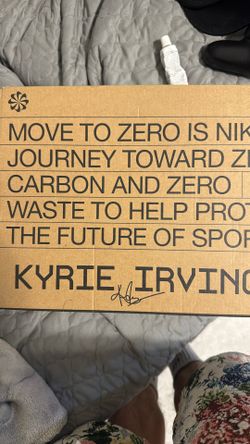 MOVE TO ZERO IS NIK
JOURNEY TOWARD Z
CARBON AND ZERO
WASTE TO HELP PROT
THE FUTURE OF SPOR
KYRIE IRVING